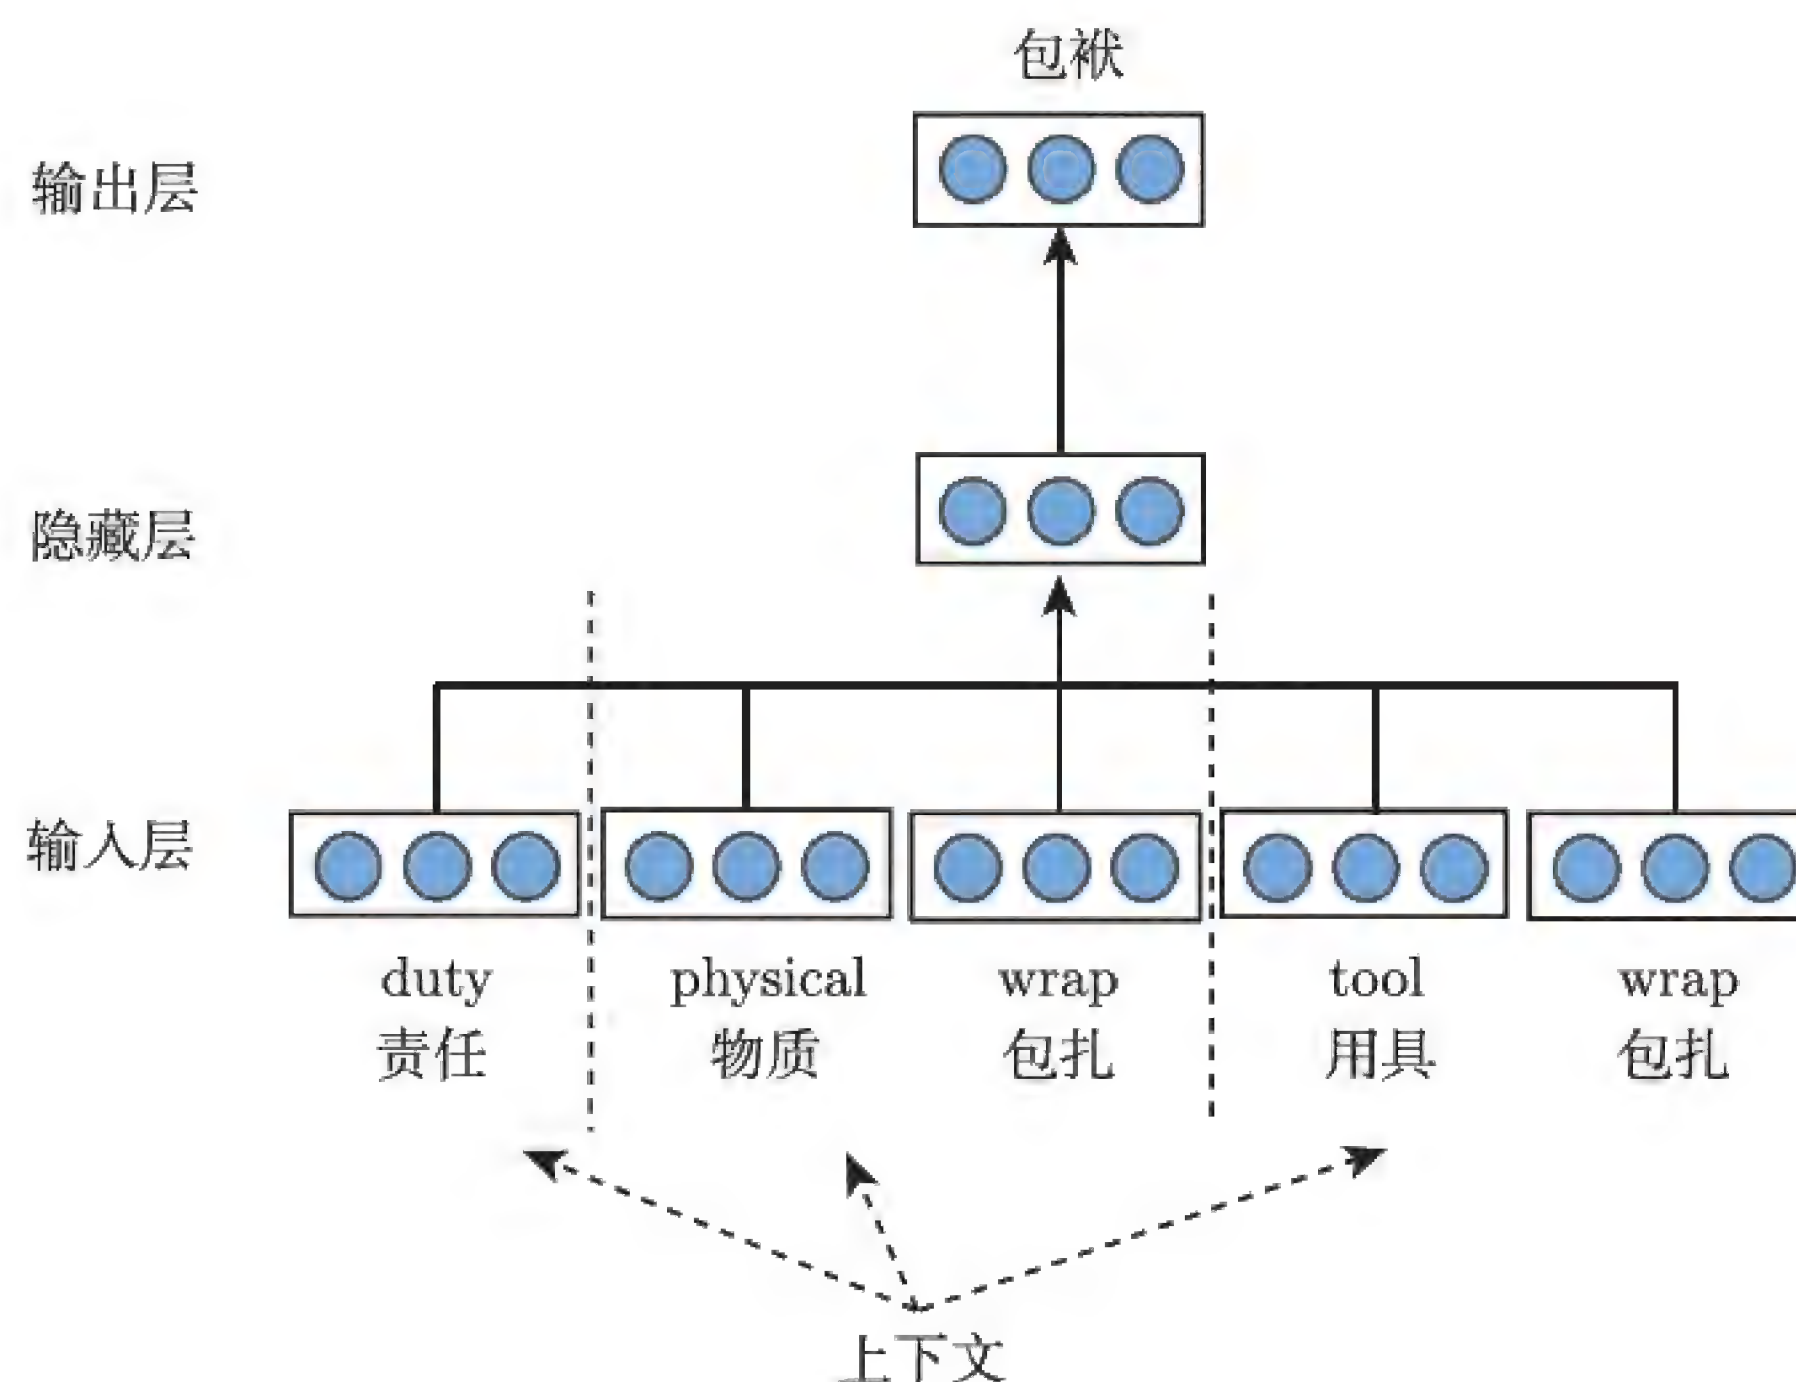 包袱
输出层
隐藏层
输入层
duty physical wrap tool wrap
责任 物质 包扎 用具 包扎
上下文